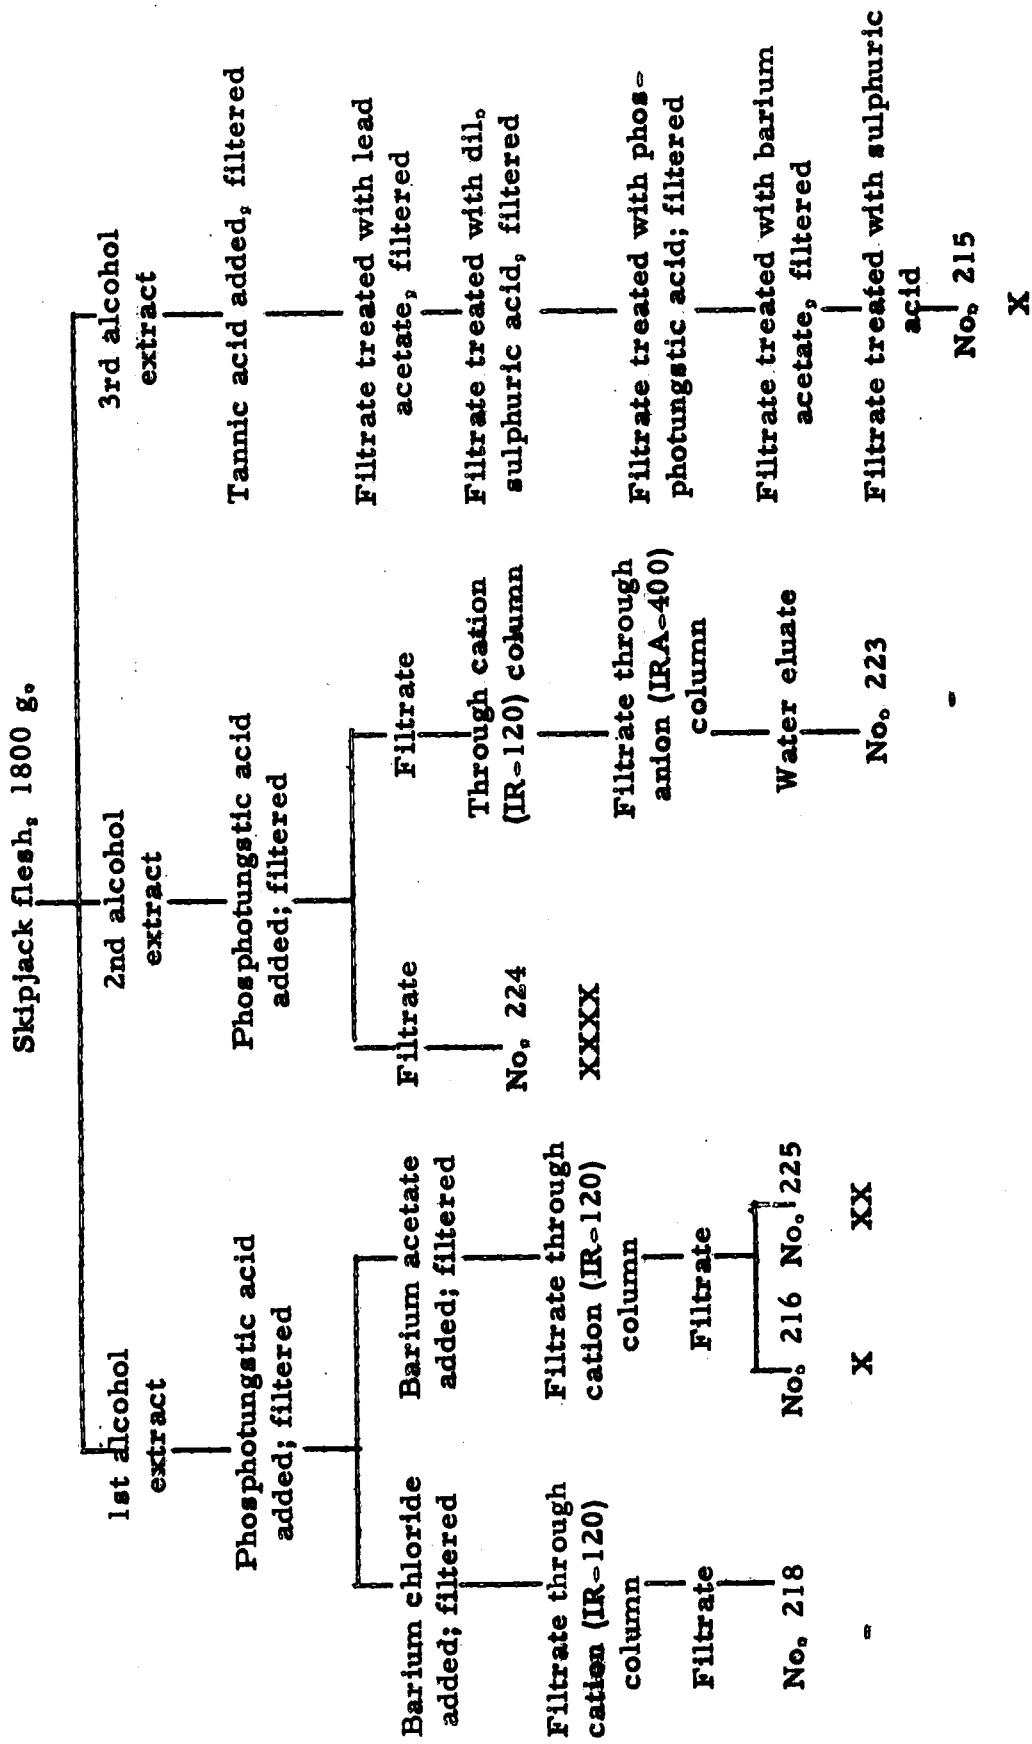 Skipjack flesh, 1800 g.
1st alcohol
extract
Phosphotungstic acid
added; filtered
Barium chloride
added; filtered
Filtrate through
cation (IR-120)
column
Filtrate
No. 218
-
Barium acetate
added; filtered
Filtrate through
cation (IR-120)
column
Filtrate
No. 216 No. 225
X XX
2nd alcohol
extract
Phosphotungstic acid
added; filtered
Filtrate
No. 224
XXXX
Filtrate
Through cation
(IR-120) column
Filtrate through
anion (IRA-400)
column
Water eluate
No. 223
-
3rd alcohol
extract
Tannic acid added, filtered
Filtrate treated with lead
acetate, filtered
Filtrate treated with dil.
sulphuric acid, filtered
Filtrate treated with phos-
photungstic acid; filtered
Filtrate treated with barium
acetate, filtered
Filtrate treated with sulphuric
acid
No. 215
X